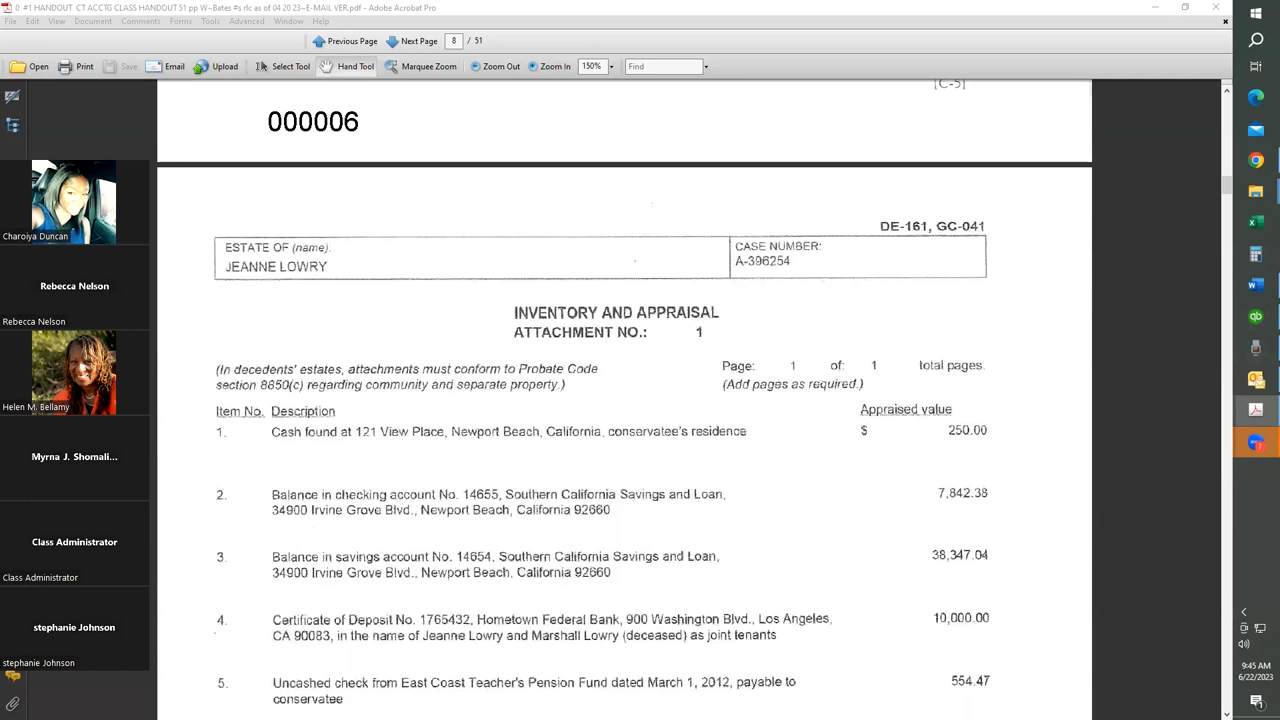 0 #1 HANDOUT CT ACCTG CLASS HANDOUT 51 pp W~Bates #s rlc as of 04 20 23~E-MAIL VER.pdf - Adobe Acrobat Pro
File Edit View Document Comments Forms Tools Advanced Window Help
Previous Page Next Page 8 / 51
Open Print Save Email Upload Select Tool Hand Tool Marquee Zoom Zoom Out Zoom In 150% Find
[C-5]
000006
Charoiya Duncan
Rebecca Nelson
Rebecca Nelson
Helen M. Bellamy
Myrna J. Shomali...
Class Administrator
Class Administrator
stephanie Johnson
stephanie Johnson
DE-161, GC-041
ESTATE OF (name):
JEANNE LOWRY
CASE NUMBER:
A-396254
INVENTORY AND APPRAISAL
ATTACHMENT NO.: 1
(In decedents' estates, attachments must conform to Probate Code
section 8850(c) regarding community and separate property.)
Page: 1 of: 1 total pages.
(Add pages as required.)
Item No. Description Appraised value
1. Cash found at 121 View Place, Newport Beach, California, conservatee's residence $ 250.00
2. Balance in checking account No. 14655, Southern California Savings and Loan, 7,842.38
34900 Irvine Grove Blvd., Newport Beach, California 92660
3. Balance in savings account No. 14654, Southern California Savings and Loan, 38,347.04
34900 Irvine Grove Blvd., Newport Beach, California 92660
4. Certificate of Deposit No. 1765432, Hometown Federal Bank, 900 Washington Blvd., Los Angeles, 10,000.00
CA 90083, in the name of Jeanne Lowry and Marshall Lowry (deceased) as joint tenants
5. Uncashed check from East Coast Teacher's Pension Fund dated March 1, 2012, payable to 554.47
conservatee
9:45 AM
6/22/2023